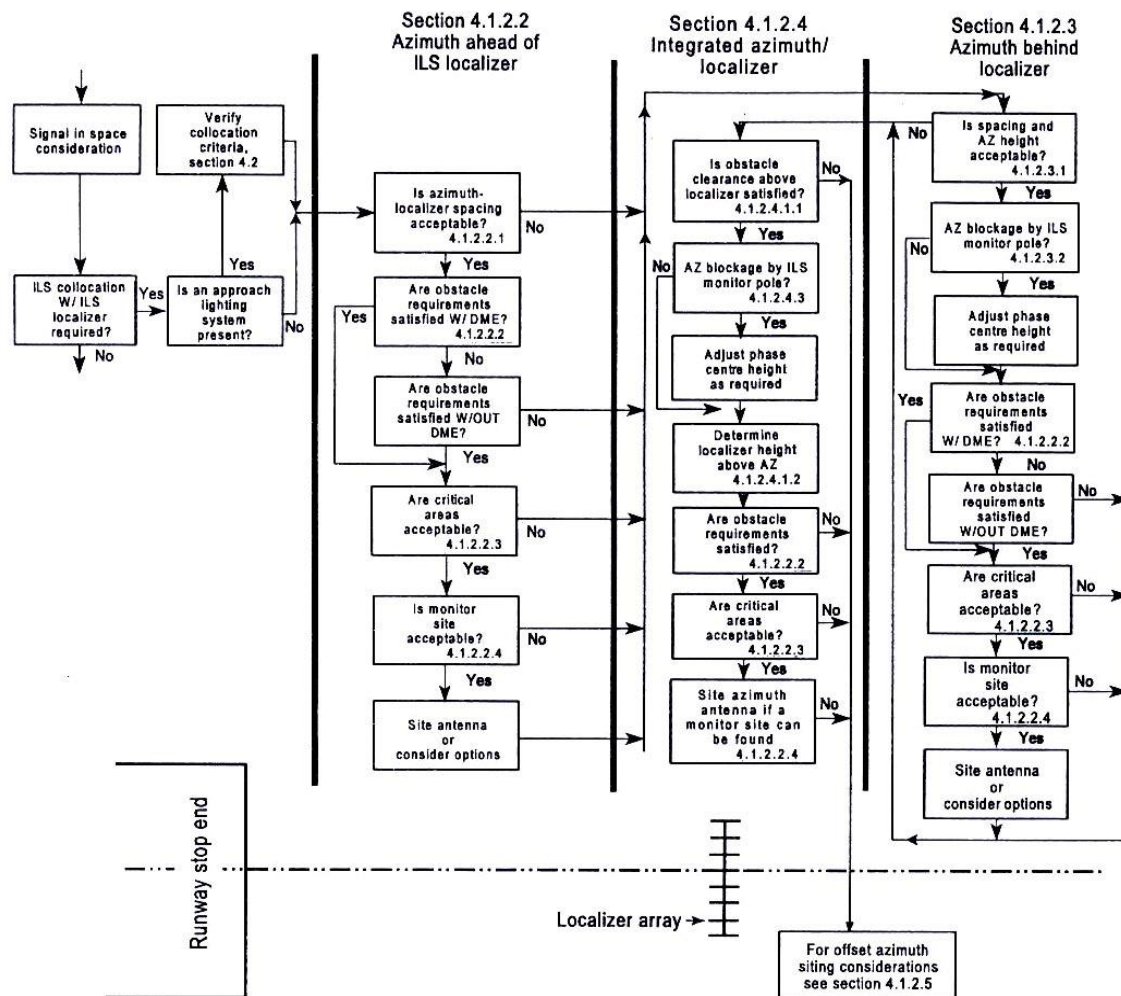 Section 4.1.2.2
Azimuth ahead of
ILS localizer
Section 4.1.2.4
Integrated azimuth/
localizer
Section 4.1.2.3
Azimuth behind
localizer
Signal in space
consideration
Verify
collocation
criteria,
section 4.2
ILS collocation
W/ ILS
localizer
required?
Yes
No
Is an approach
lighting
system
present?
Yes
No
Is azimuth-
localizer spacing
acceptable?
4.1.2.2.1
No
Yes
Are obstacle
requirements
satisfied W/ DME?
4.1.2.2.2
Yes
No
Are obstacle
requirements
satisfied W/OUT
DME?
No
Yes
Are critical
areas
acceptable?
4.1.2.2.3
No
Yes
Is monitor
site
acceptable?
4.1.2.2.4
No
Yes
Site antenna
or
consider options
Is obstacle
clearance above
localizer satisfied?
4.1.2.4.1.1
No
Yes
AZ blockage by ILS
monitor pole?
4.1.2.4.3
No
Yes
Adjust phase
centre height
as required
Determine
localizer height
above AZ
4.1.2.4.1.2
Are obstacle
requirements
satisfied?
4.1.2.2.2
No
Yes
Are critical
areas
acceptable?
4.1.2.2.3
No
Yes
Site azimuth
antenna if a
monitor site can
be found
4.1.2.2.4
No
Is spacing and
AZ height
acceptable?
4.1.2.3.1
No
Yes
AZ blockage by ILS
monitor pole?
4.1.2.3.2
No
Yes
Adjust phase
centre height
as required
Are obstacle
requirements
satisfied
W/ DME? 4.1.2.2.2
Yes
No
Are obstacle
requirements
satisfied
W/OUT DME?
No
Yes
Are critical
areas
acceptable?
4.1.2.2.3
No
Yes
Is monitor
site
acceptable?
4.1.2.2.4
No
Yes
Site antenna
or
consider options
Runway stop end
Localizer array
For offset azimuth
siting considerations
see section 4.1.2.5